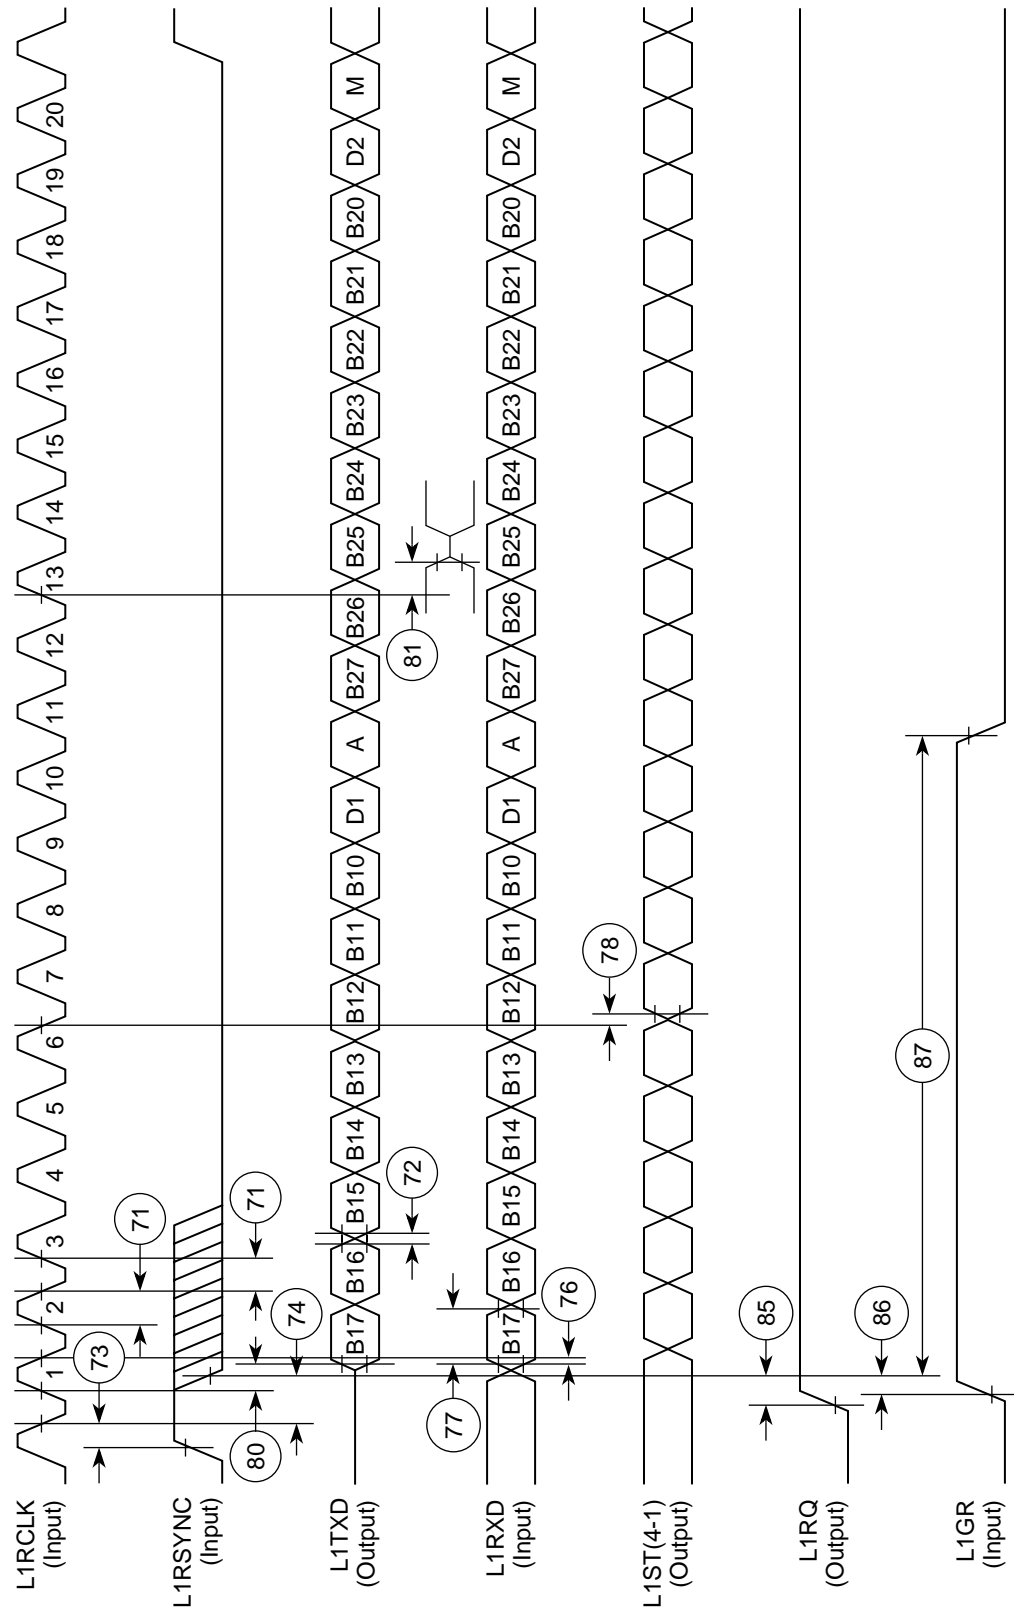 L1RCLK
(Input)
1 2 3 4 5 6 7 8 9 10 11 12 13 14 15 16 17 18 19 20
73
71
L1RSYNC
(Input)
80
74
71
L1TXD
(Output)
B17 B16 B15 B14 B13 B12 B11 B10 D1 A B27 B26 B25 B24 B23 B22 B21 B20 D2 M
72
81
77
L1RXD
(Input)
B17 B16 B15 B14 B13 B12 B11 B10 D1 A B27 B26 B25 B24 B23 B22 B21 B20 D2 M
76
78
L1ST(4-1)
(Output)
85
L1RQ
(Output)
86
87
L1GR
(Input)